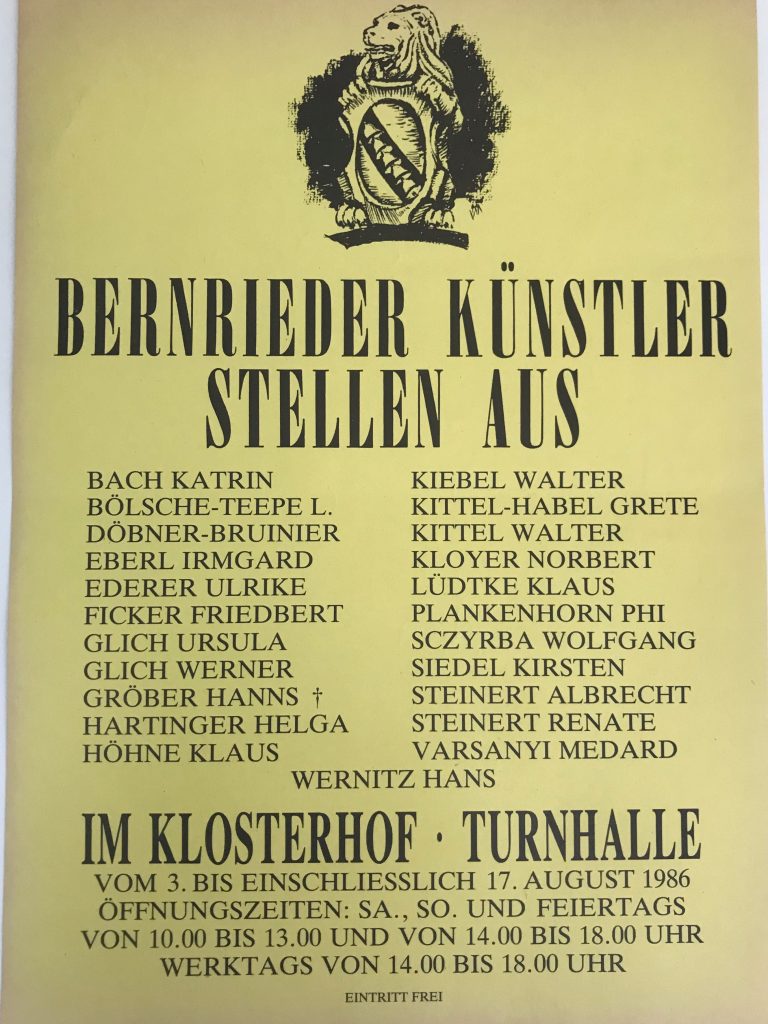 BERNRIEDER KÜNSTLER
STELLEN AUS
BACH KATRIN
BÖLSCHE-TEEPE L.
DÖBNER-BRUINIER
EBERL IRMGARD
EDERER ULRIKE
FICKER FRIEDBERT
GLICH URSULA
GLICH WERNER
GRÖBER HANNS †
HARTINGER HELGA
HÖHNE KLAUS
KIEBEL WALTER
KITTEL-HABEL GRETE
KITTEL WALTER
KLOYER NORBERT
LÜDTKE KLAUS
PLANKENHORN PHI
SCZYRBA WOLFGANG
SIEDEL KIRSTEN
STEINERT ALBRECHT
STEINERT RENATE
VARSANYI MEDARD
WERNITZ HANS
IM KLOSTERHOF · TURNHALLE
VOM 3. BIS EINSCHLIESSLICH 17. AUGUST 1986
ÖFFNUNGSZEITEN: SA., SO. UND FEIERTAGS
VON 10.00 BIS 13.00 UND VON 14.00 BIS 18.00 UHR
WERKTAGS VON 14.00 BIS 18.00 UHR
EINTRITT FREI